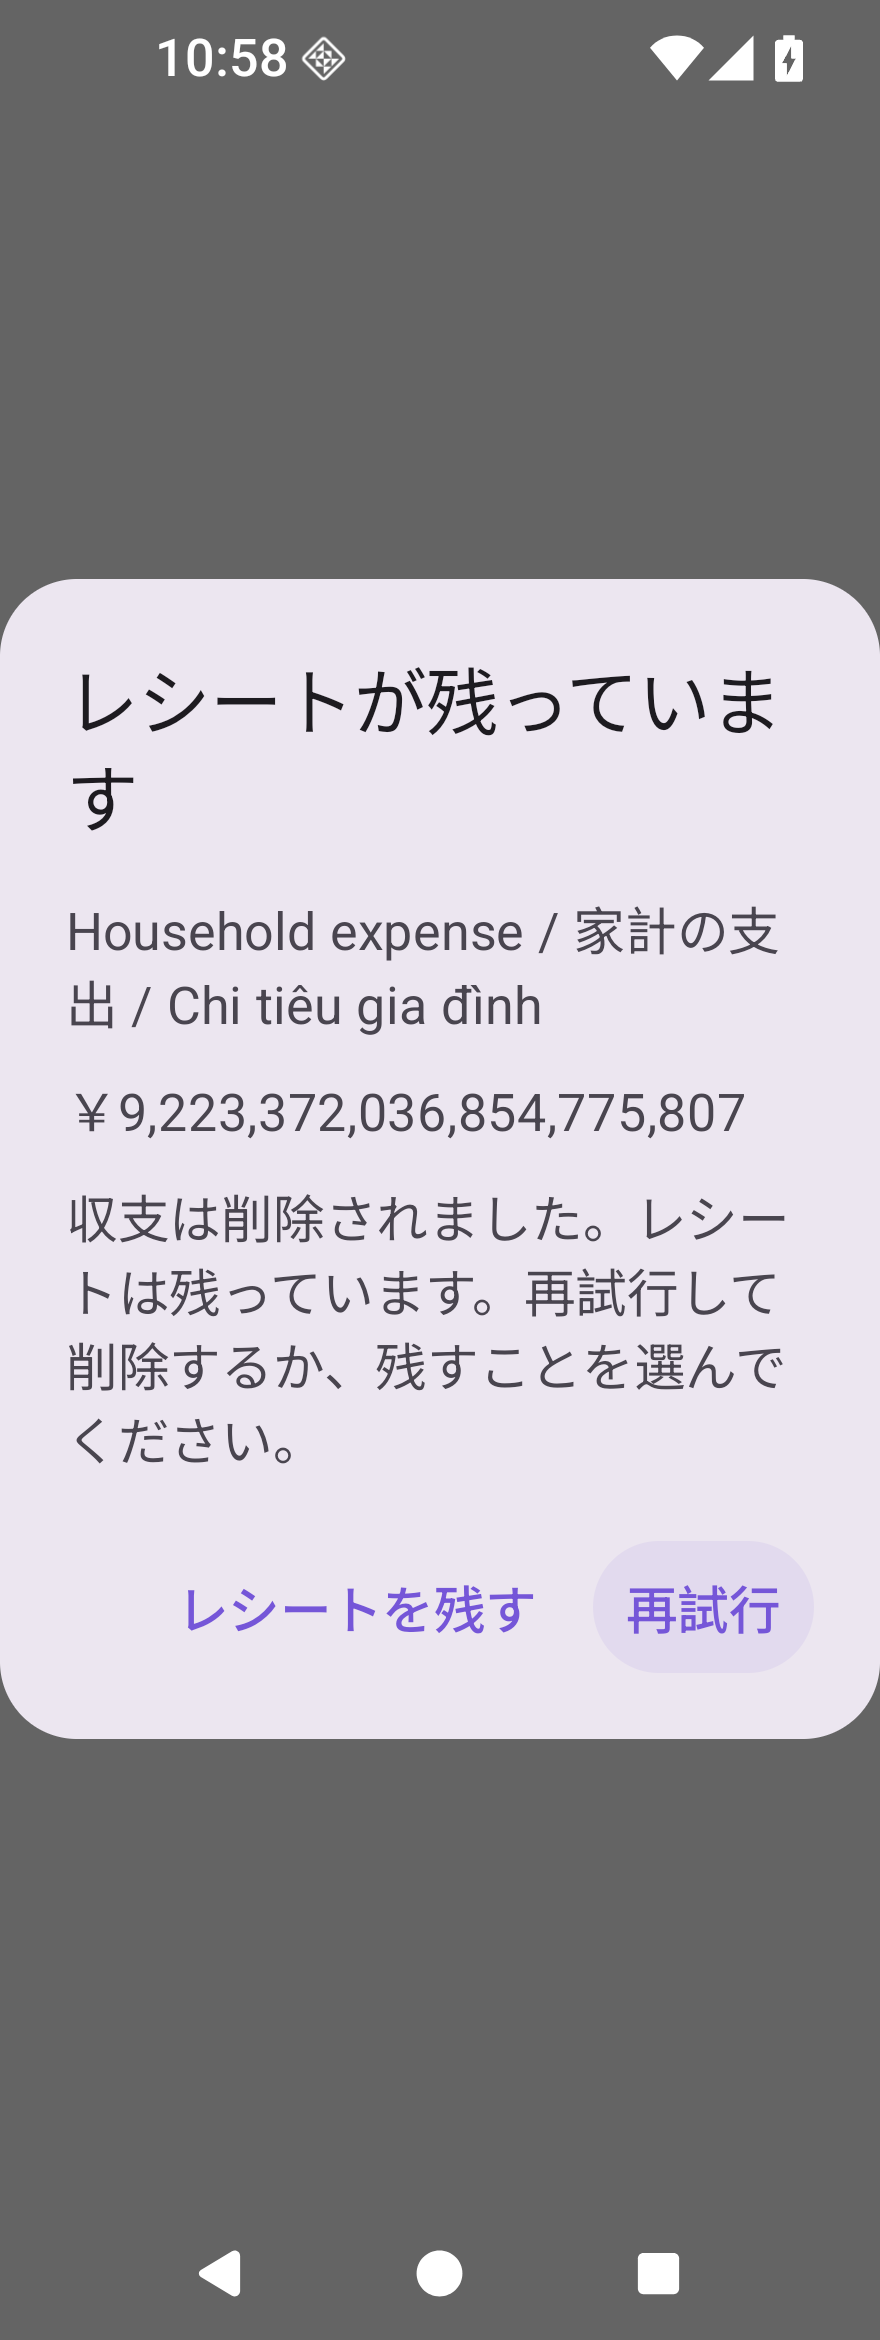 10:58
レシートが残っていま
す
Household expense / 家計の支
出 / Chi tiêu gia đình
￥9,223,372,036,854,775,807
収支は削除されました。レシー
トは残っています。再試行して
削除するか、残すことを選んで
ください。
レシートを残す 再試行